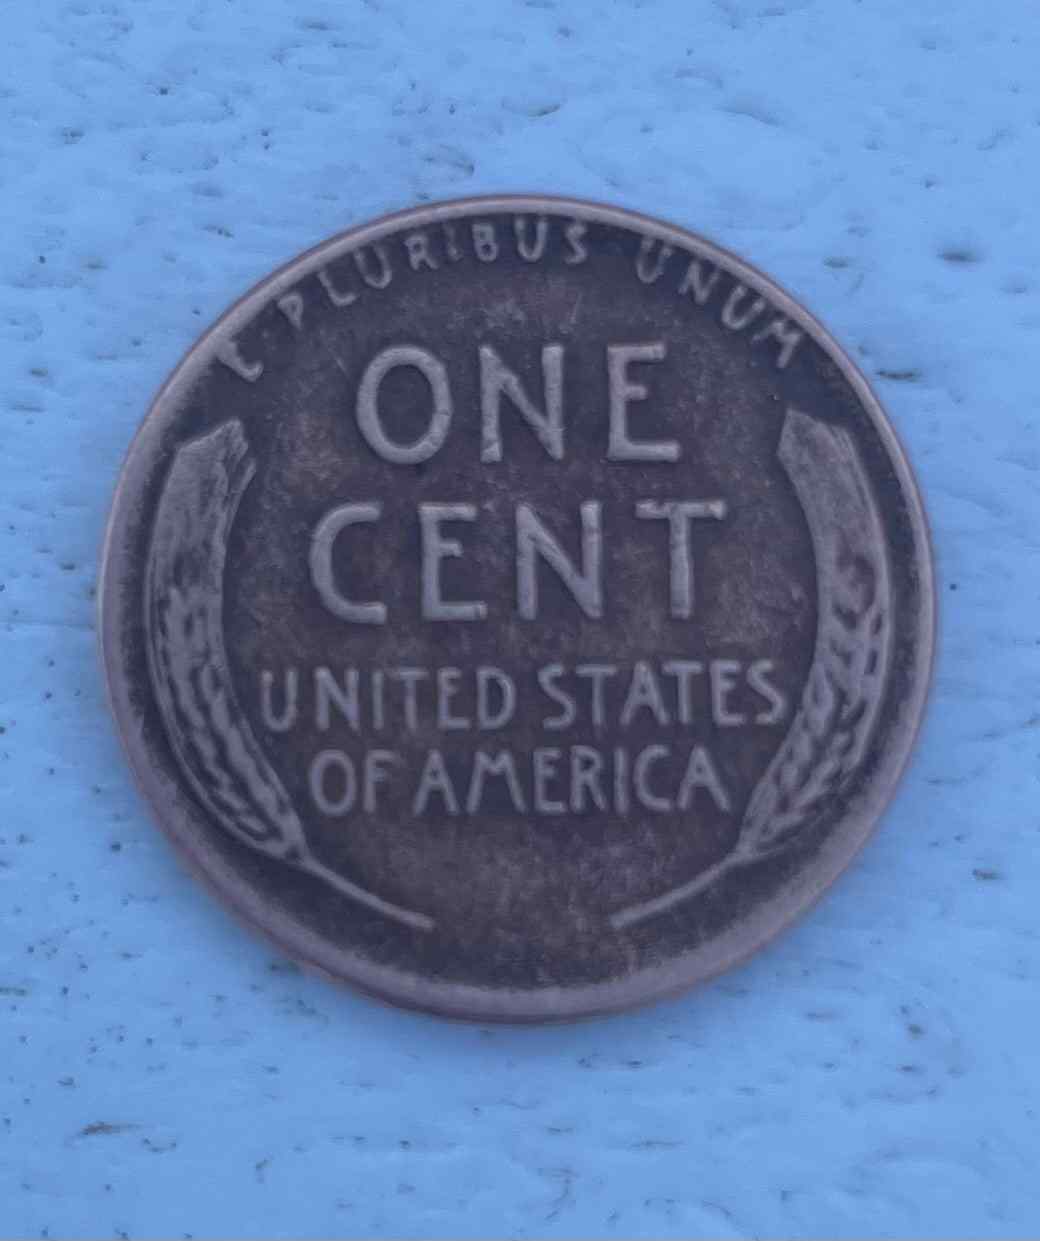 E·PLURIBUS UNUM
ONE
CENT
UNITED STATES
OF AMERICA